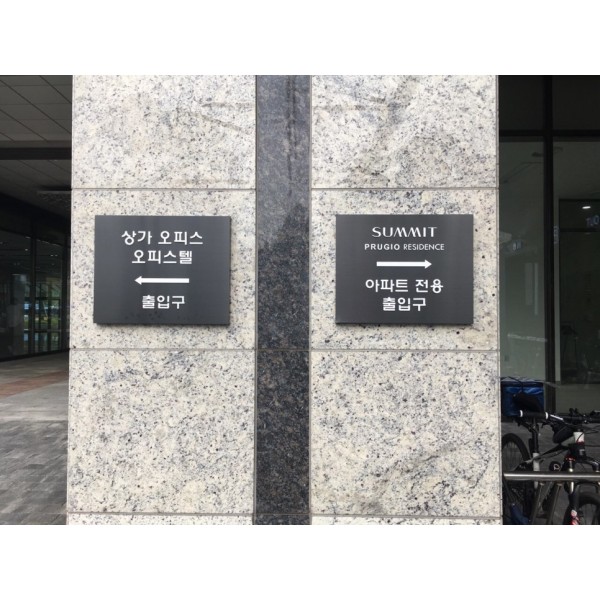 상가 오피스
오피스텔
출입구
SUMMIT
PRUGIO RESIDENCE
아파트 전용
출입구